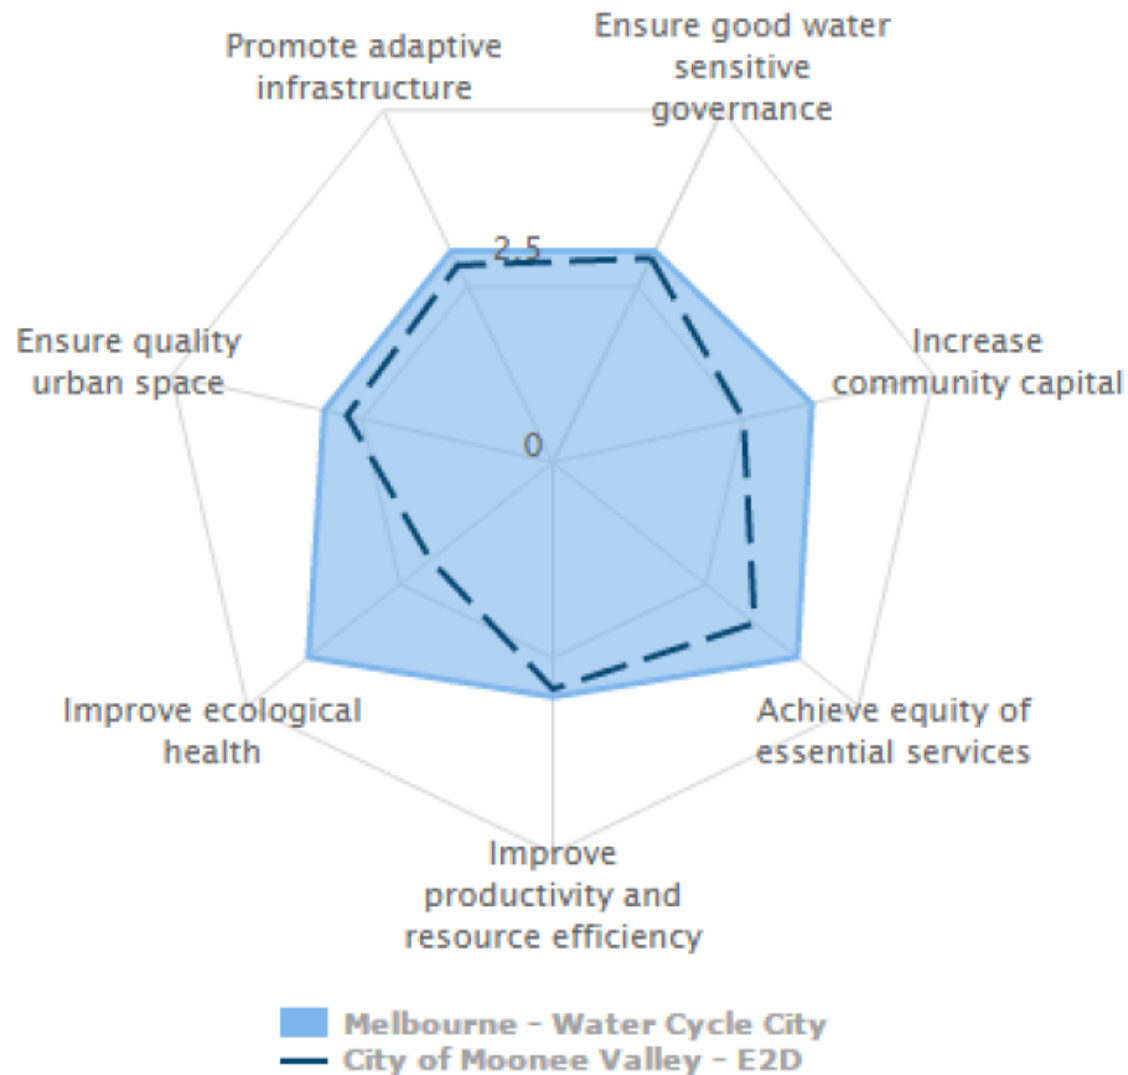 Ensure good water
sensitive
governance
Promote adaptive
infrastructure
2.5
Ensure quality
urban space
Increase
community capital
0
Improve ecological
health
Achieve equity of
essential services
Improve
productivity and
resource efficiency
Melbourne - Water Cycle City
City of Moonee Valley - E2D